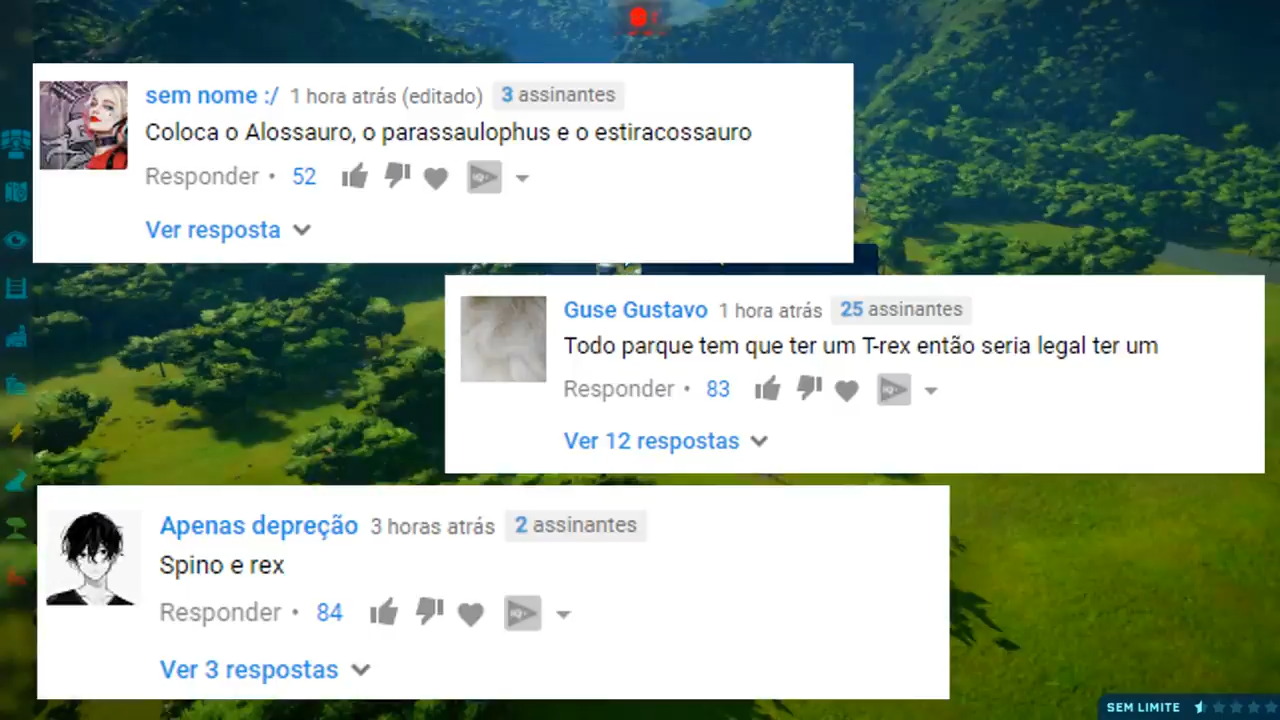 sem nome :/ 1 hora atrás (editado) 3 assinantes
Coloca o Alossauro, o parassaulophus e o estiracossauro
Responder • 52
Ver resposta
Guse Gustavo 1 hora atrás 25 assinantes
Todo parque tem que ter um T-rex então seria legal ter um
Responder • 83
Ver 12 respostas
Apenas depreção 3 horas atrás 2 assinantes
Spino e rex
Responder • 84
Ver 3 respostas
SEM LIMITE